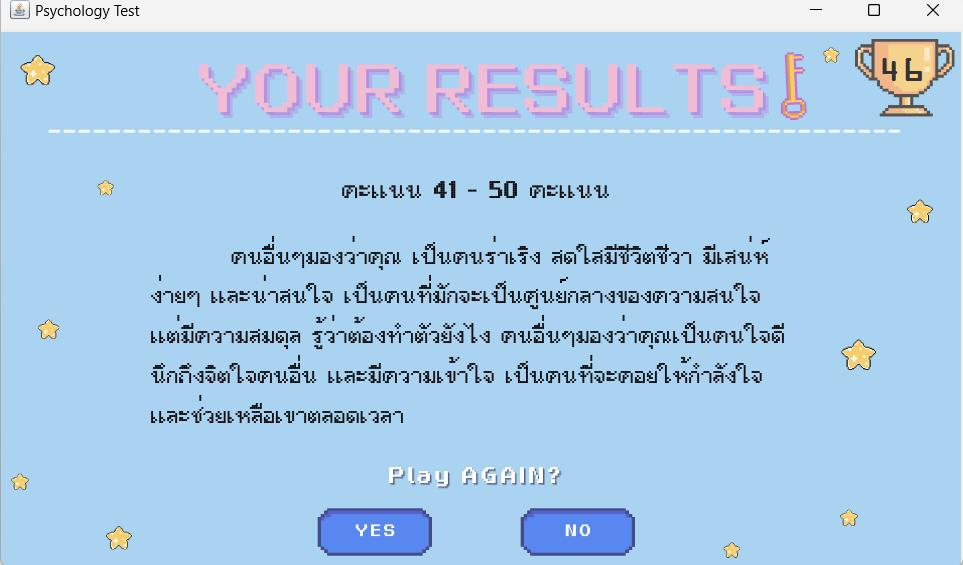 Psychology Test
YOUR RESULTS
46
คะแนน 41 - 50 คะแนน
คนอื่นๆมองว่าคุณ เป็นคนร่าเริง สดใสมีชีวิตชีวา มีเสน่ห์
ง่ายๆ และน่าสนใจ เป็นคนที่มักจะเป็นศูนย์กลางของความสนใจ
แต่มีความสมดุล รู้ว่าต้องทำตัวยังไง คนอื่นๆมองว่าคุณเป็นคนใจดี
นึกถึงจิตใจคนอื่น และมีความเข้าใจ เป็นคนที่จะคอยให้กำลังใจ
และช่วยเหลือเขาตลอดเวลา
Play AGAIN?
YES
NO